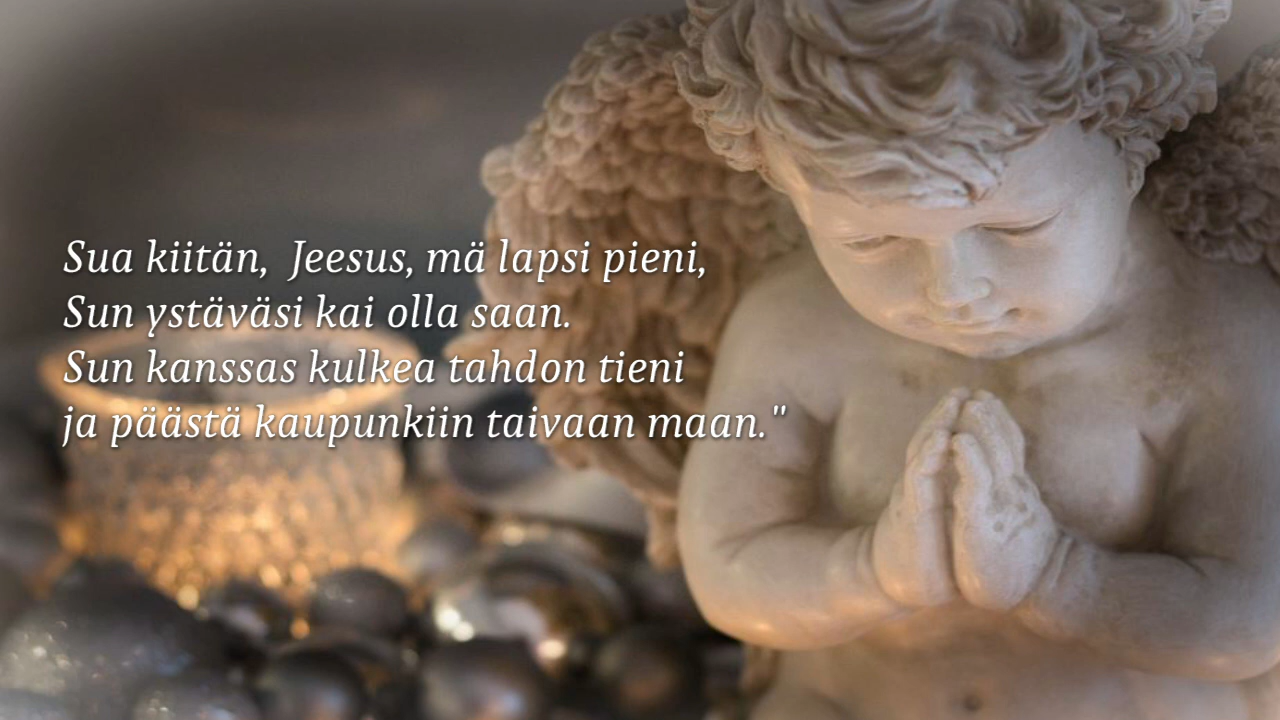 Sua kiitän,  Jeesus, mä lapsi pieni,
Sun ystäväsi kai olla saan.
Sun kanssas kulkea tahdon tieni
ja päästä kaupunkiin taivaan maan."